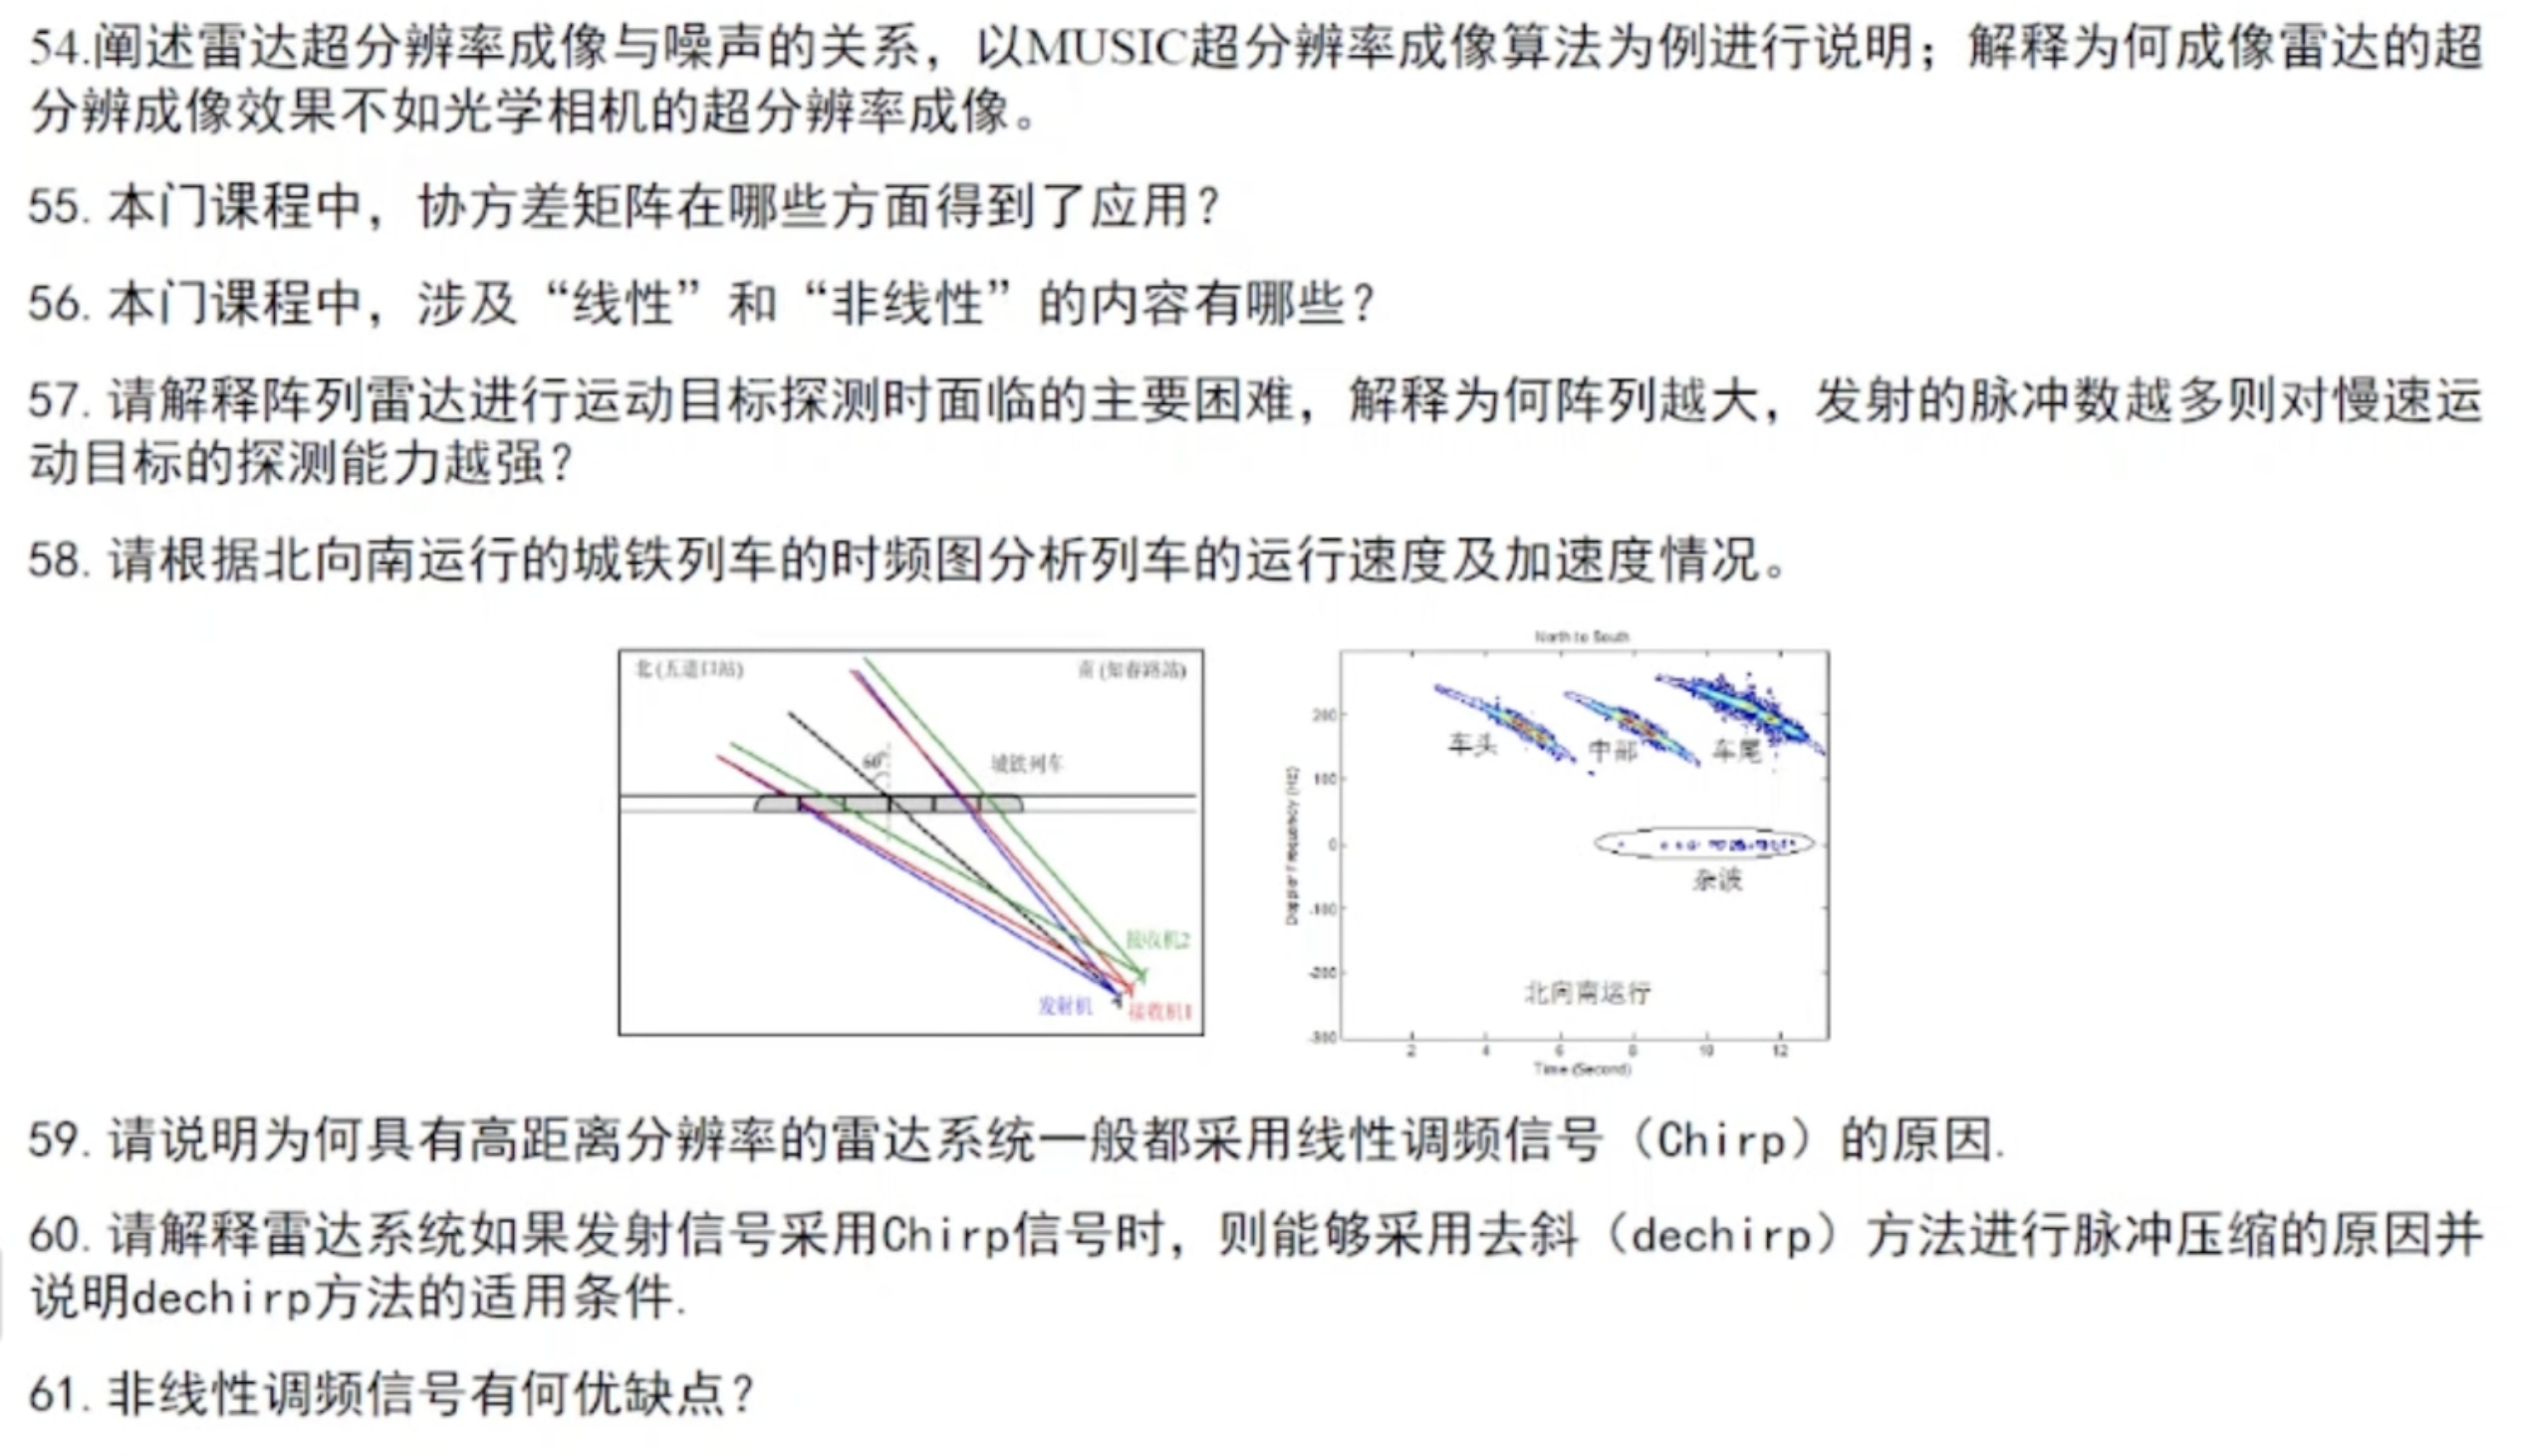 54.阐述雷达超分辨率成像与噪声的关系，以MUSIC超分辨率成像算法为例进行说明；解释为何成像雷达的超
分辨成像效果不如光学相机的超分辨率成像。
55. 本门课程中，协方差矩阵在哪些方面得到了应用？
56. 本门课程中，涉及“线性”和“非线性”的内容有哪些？
57. 请解释阵列雷达进行运动目标探测时面临的主要困难，解释为何阵列越大，发射的脉冲数越多则对慢速运
动目标的探测能力越强？
58. 请根据北向南运行的城铁列车的时频图分析列车的运行速度及加速度情况。
北(五道口站)
南(知春路站)
60°
城铁列车
接收机2
发射机
接收机1
North to South
200
100
0
-100
-200
-300
Doppler Frequency (Hz)
车头
中部
车尾
杂波
北向南运行
2 4 6 8 10 12
Time (Second)
59. 请说明为何具有高距离分辨率的雷达系统一般都采用线性调频信号（Chirp）的原因.
60. 请解释雷达系统如果发射信号采用Chirp信号时，则能够采用去斜（dechirp）方法进行脉冲压缩的原因并
说明dechirp方法的适用条件.
61. 非线性调频信号有何优缺点？